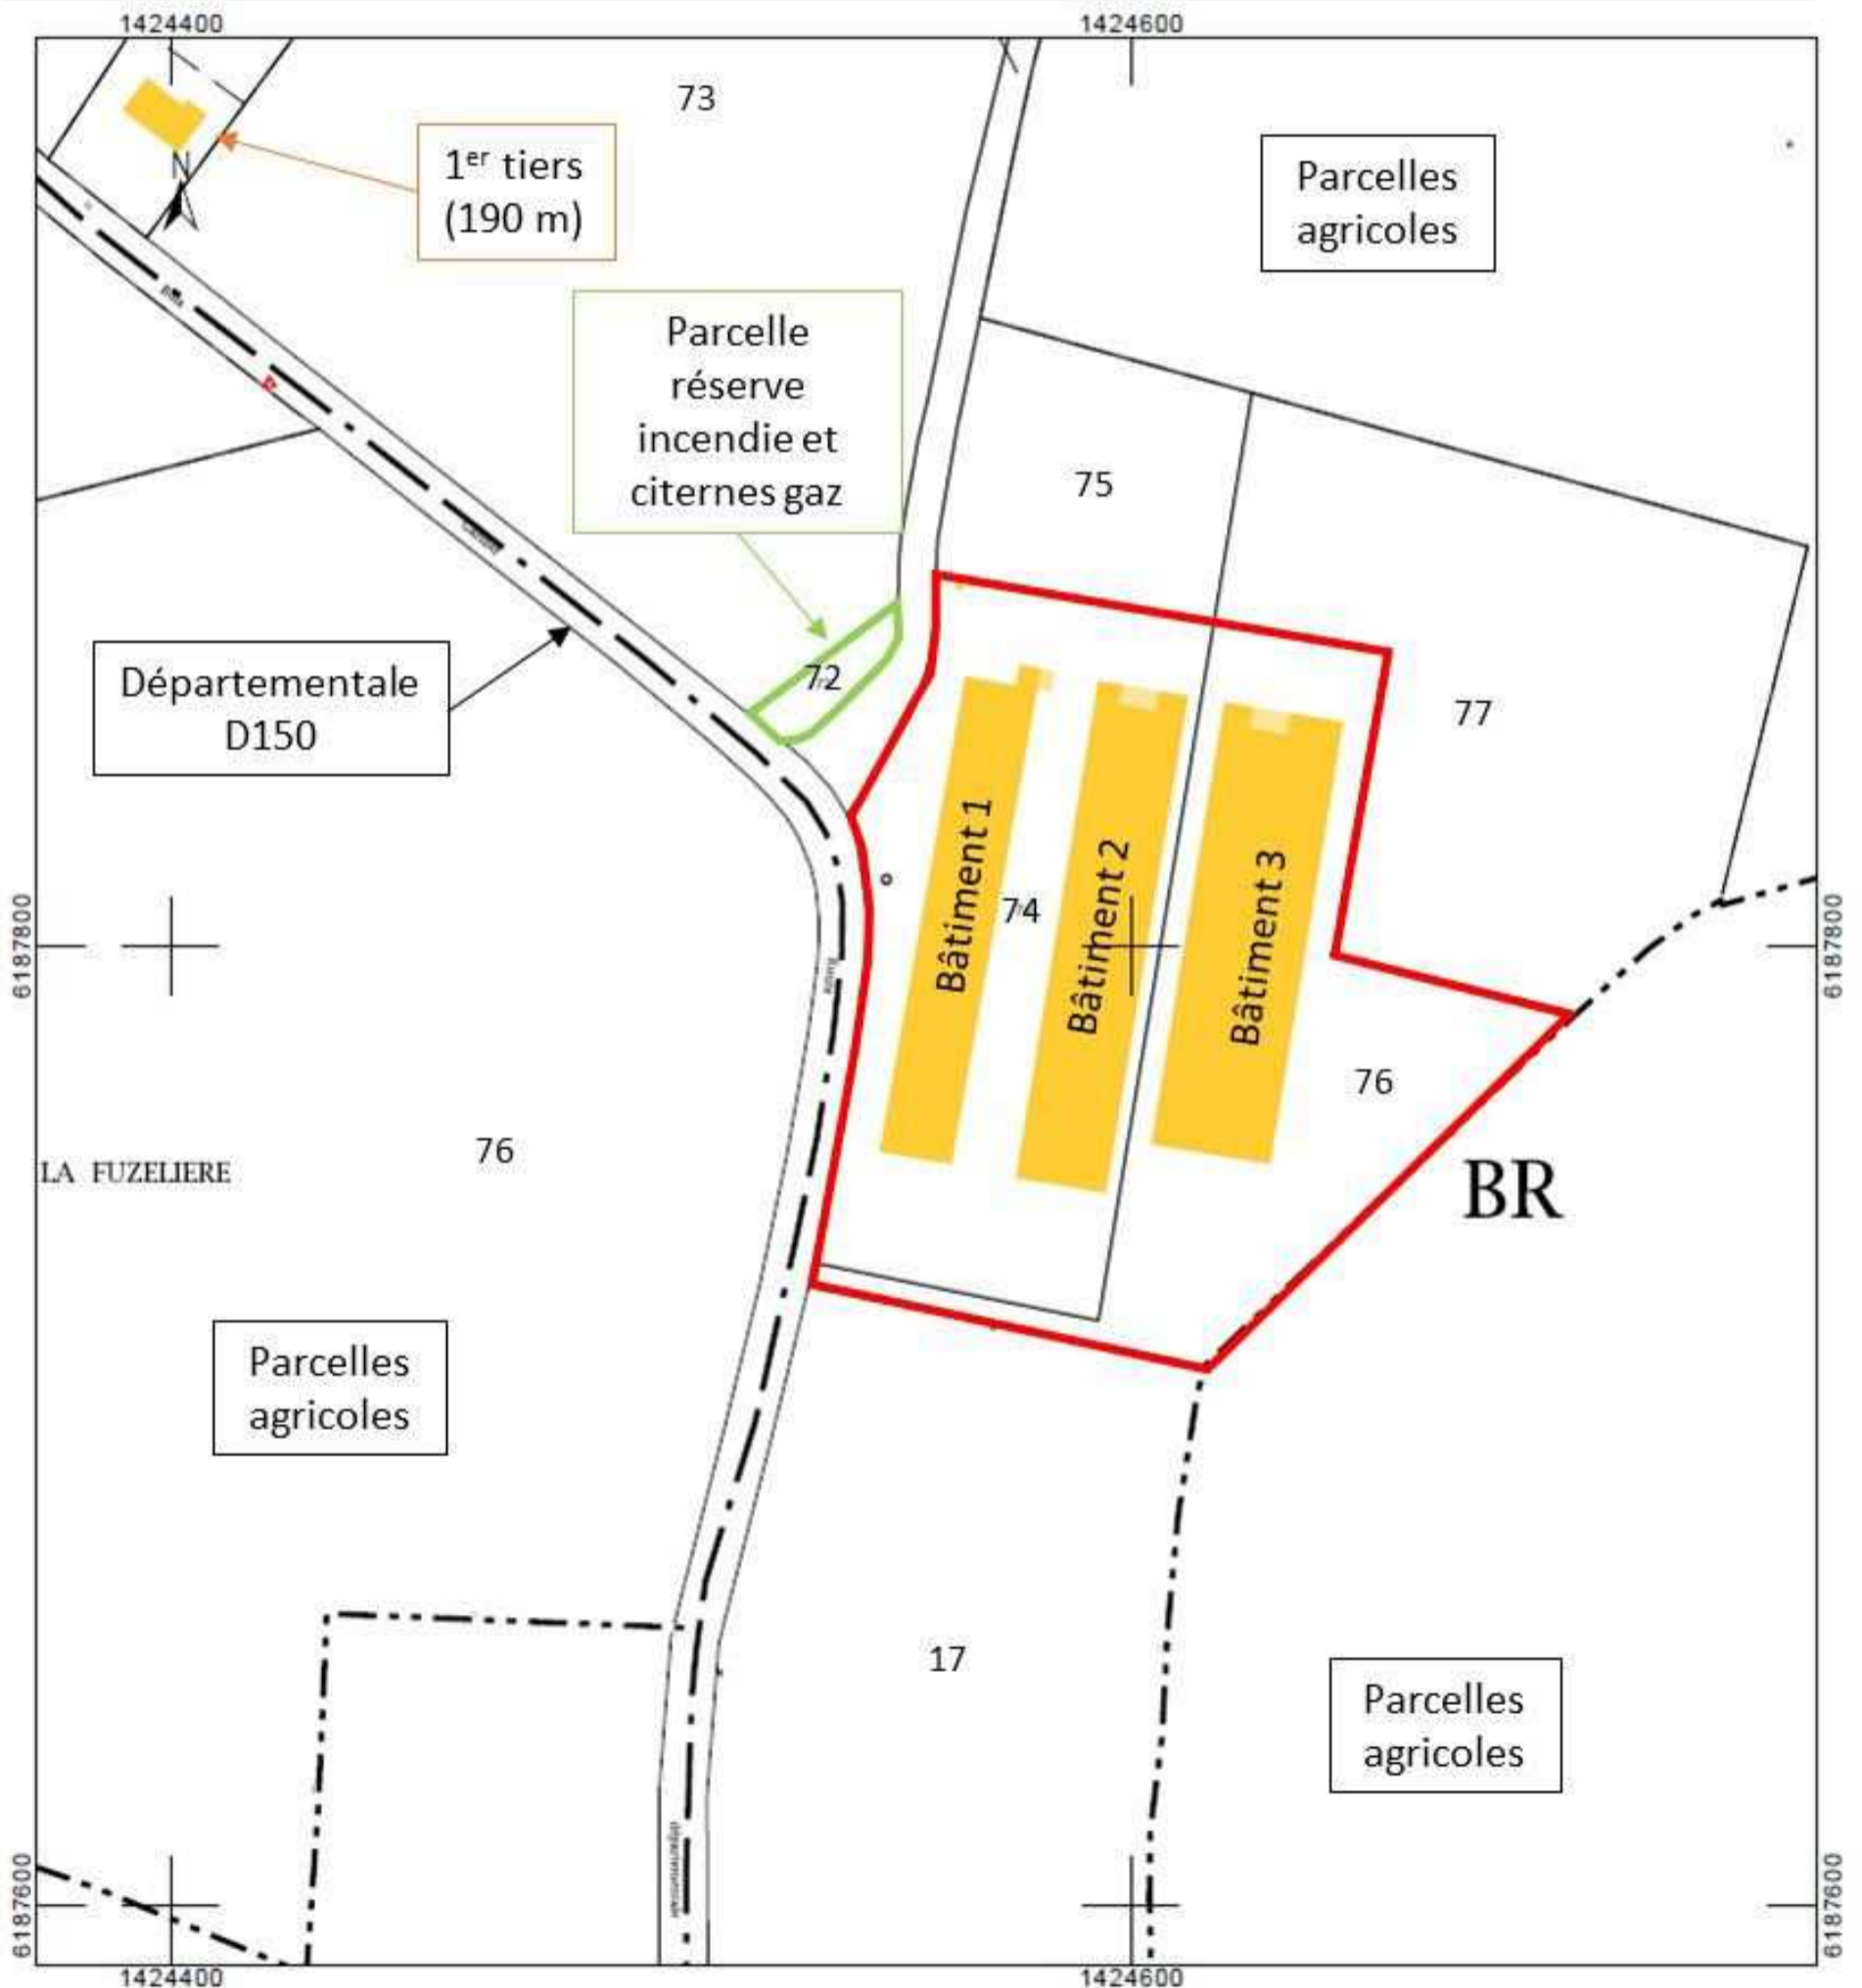 1424400
1424600
73
1er tiers
(190 m)
N
Parcelles
agricoles
Parcelle
réserve
incendie et
citernes gaz
75
72
Départementale
D150
77
Bâtiment 1
74
Bâtiment 2
Bâtiment 3
6187800
6187800
76
76
LA FUZELIERE
BR
Parcelles
agricoles
17
Parcelles
agricoles
6187600
6187600
1424400
1424600